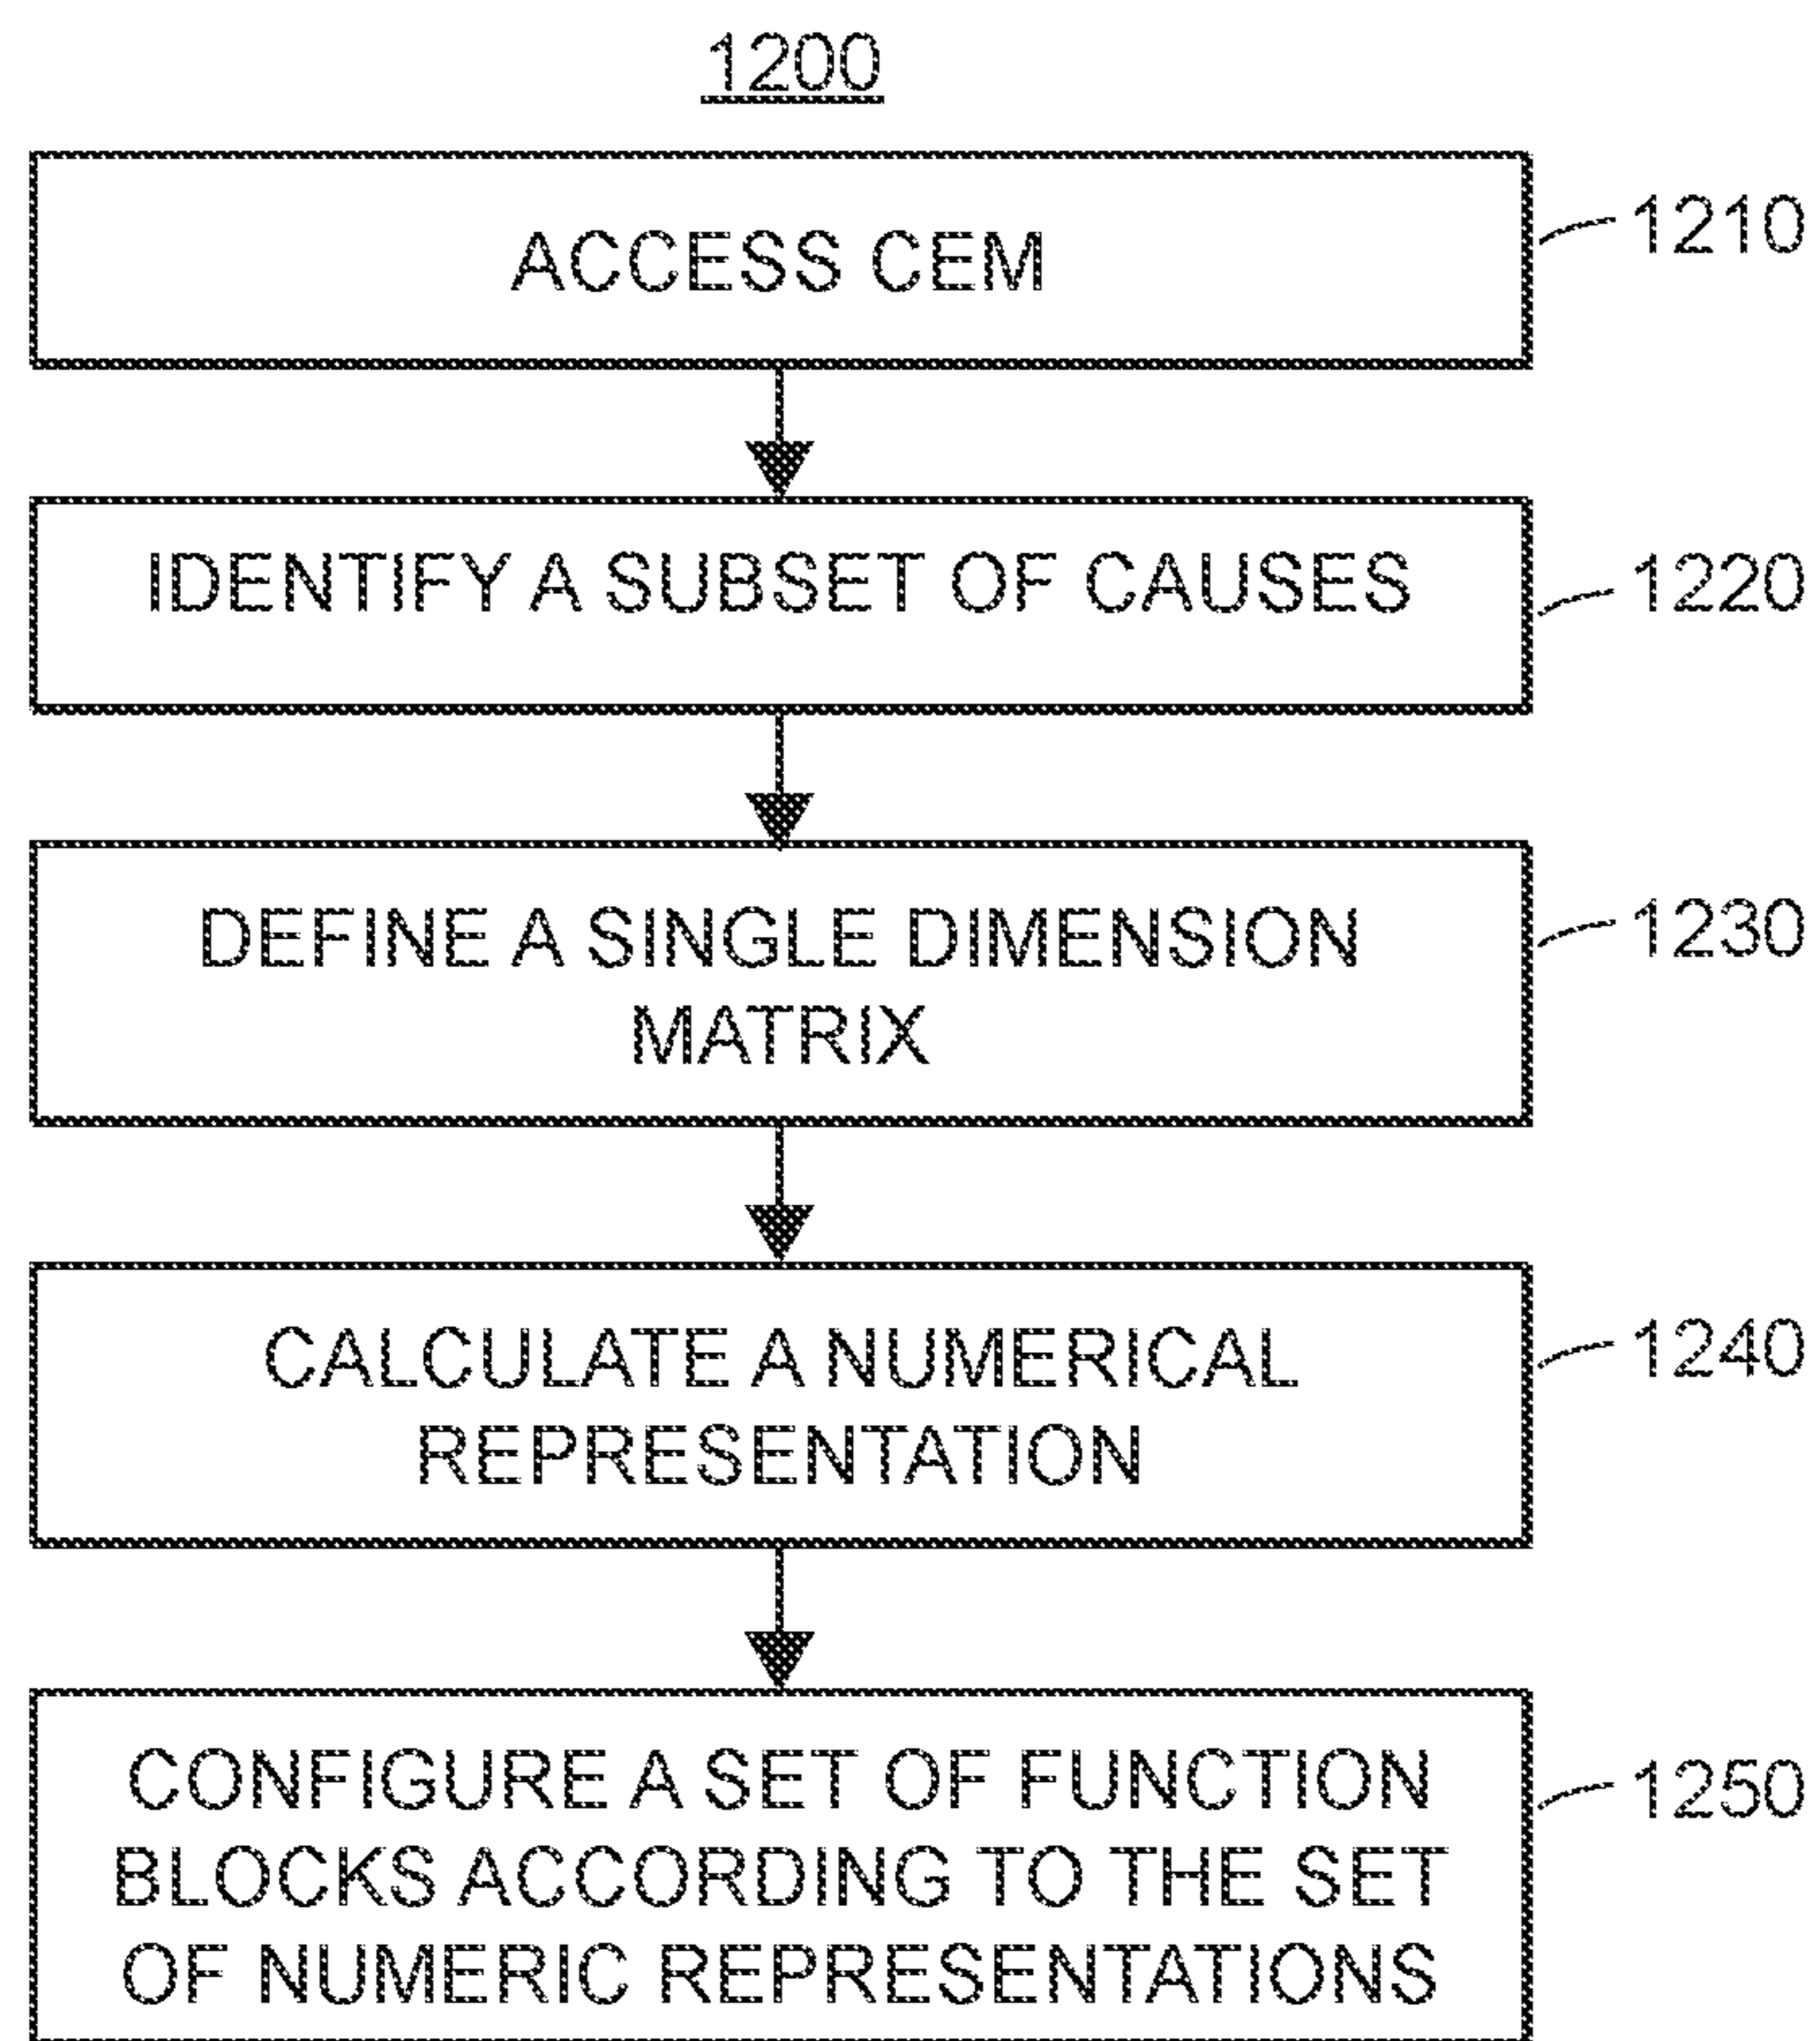 1200
ACCESS CEM
1210
IDENTIFY A SUBSET OF CAUSES
1220
DEFINE A SINGLE DIMENSION
MATRIX
1230
CALCULATE A NUMERICAL
REPRESENTATION
1240
CONFIGURE A SET OF FUNCTION
BLOCKS ACCORDING TO THE SET
OF NUMERIC REPRESENTATIONS
1250